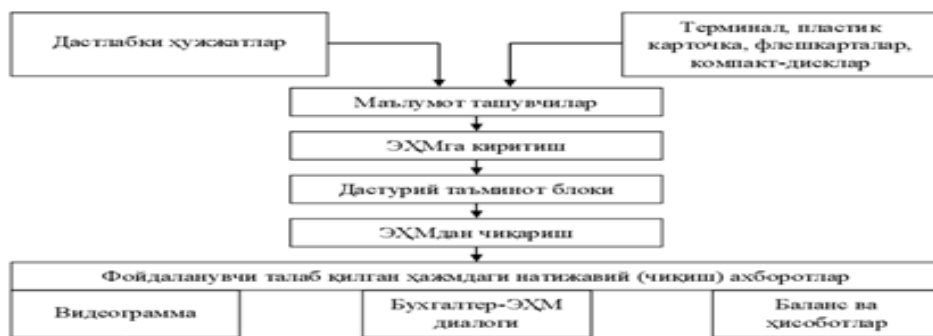 Дастлабки ҳужжатлар
Терминал, пластик
карточка, флешкарталар,
компакт-дисклар
Маълумот ташувчилар
ЭҲМга киритиш
Дастурий таъминот блоки
ЭҲМдан чиқариш
Фойдаланувчи талаб қилган ҳажмдаги натижавий (чиқиш) ахборотлар
Видеограмма
Бухгалтер-ЭҲМ
диалоги
Баланс ва
ҳисоботлар